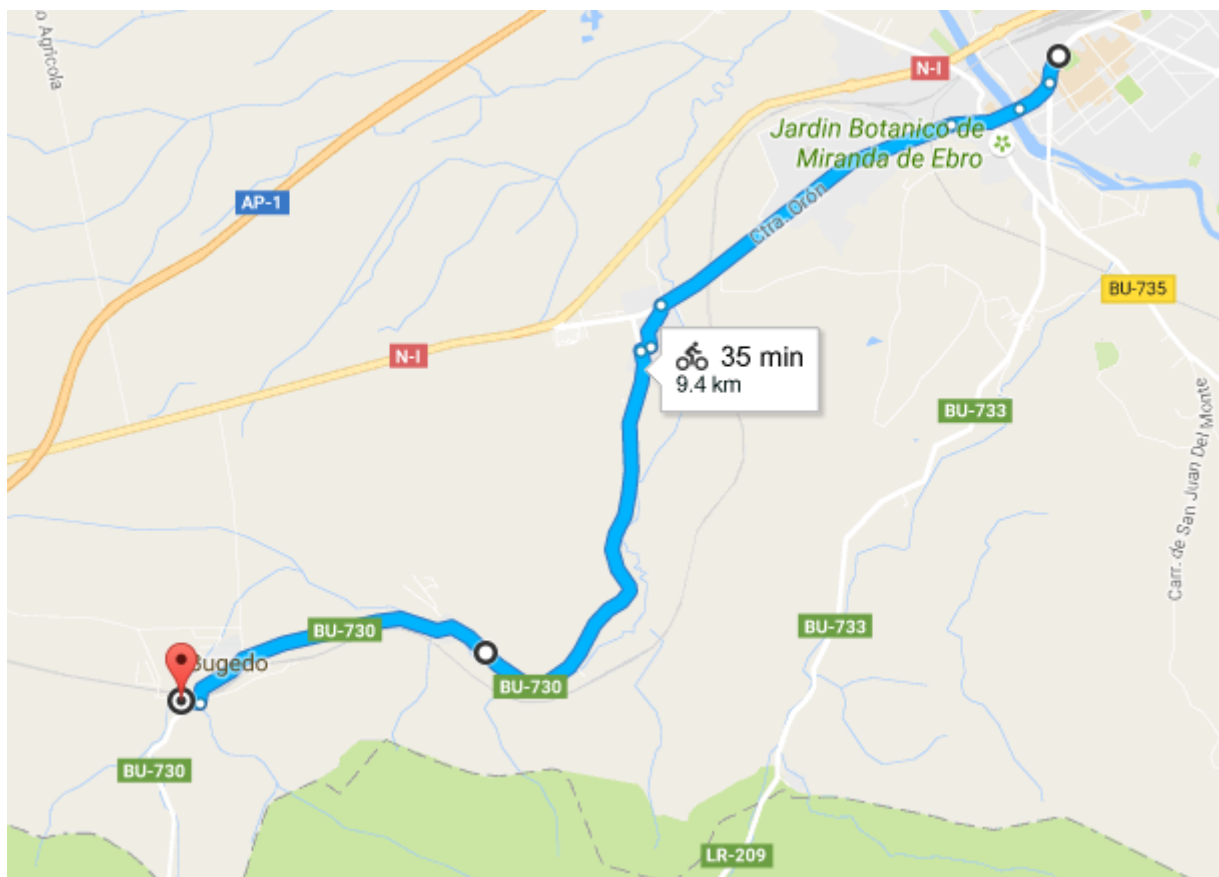 o Agricola
N-I
Jardin Botanico de
Miranda de Ebro
AP-1
Ctra. Orón
BU-735
N-I
35 min
9.4 km
BU-733
Carr. de San Juan Del Monte
BU-730
BU-733
Bugedo
BU-730
BU-730
LR-209